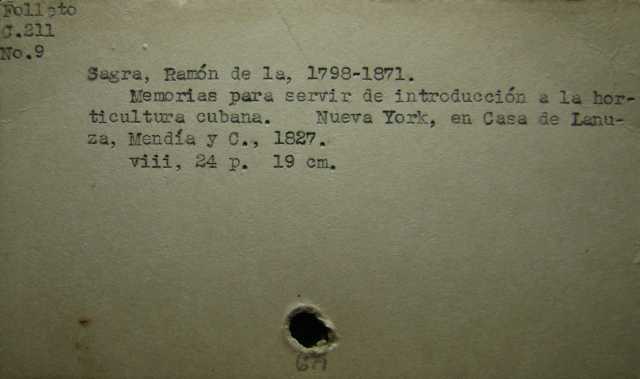 Folleto
C.211
No.9
Sagra, Ramón de la, 1798-1871.
Memorias para servir de introducción a la hor-
ticultura cubana. Nueva York, en Casa de Lanu-
za, Mendía y C., 1827.
viii, 24 p. 19 cm.